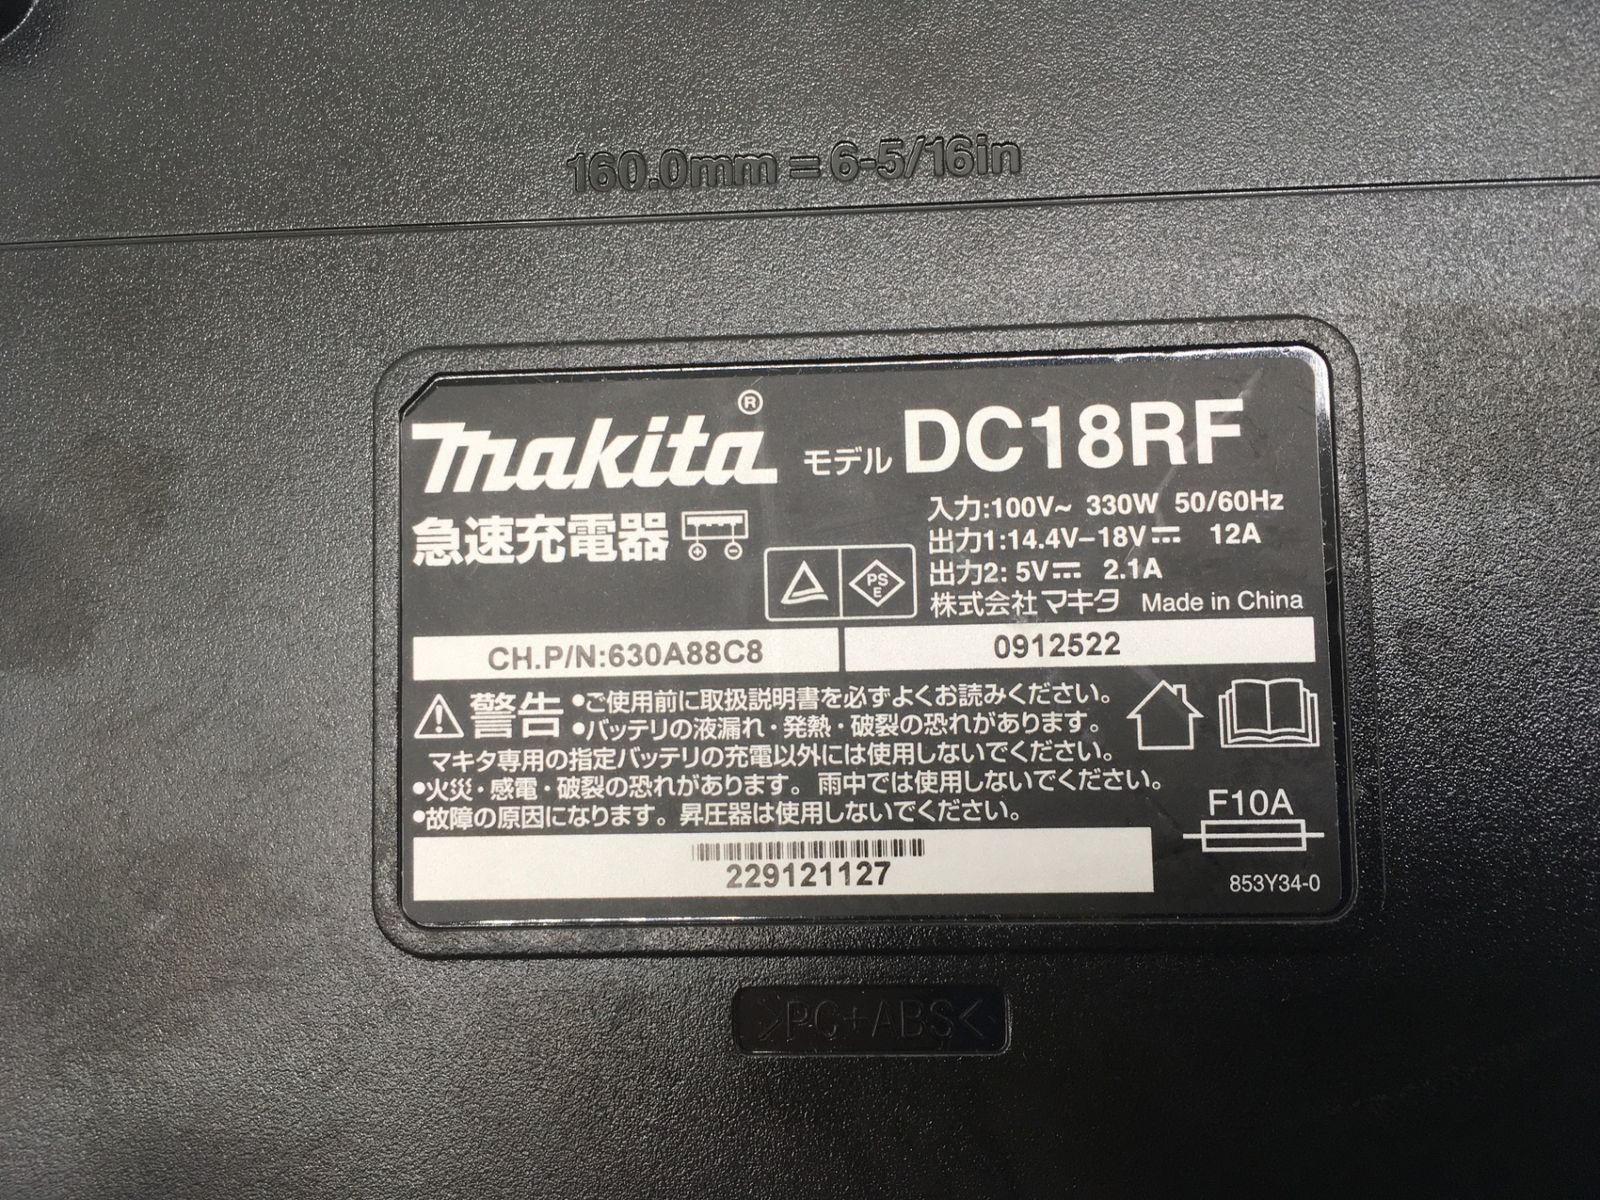 160.0mm = 6-5/16in
makita® モデル DC18RF
急速充電器
入力:100V~ 330W 50/60Hz
出力1:14.4V–18V⎓ 12A
出力2: 5V⎓ 2.1A
PS
E
株式会社マキタ Made in China
CH.P/N:630A88C8
0912522
警告 •ご使用前に取扱説明書を必ずよくお読みください。
•バッテリの液漏れ・発熱・破裂の恐れがあります。
マキタ専用の指定バッテリの充電以外には使用しないでください。
•火災・感電・破裂の恐れがあります。雨中では使用しないでください。
•故障の原因になります。昇圧器は使用しないでください。
F10A
229121127
853Y34-0
>PC+ABS<